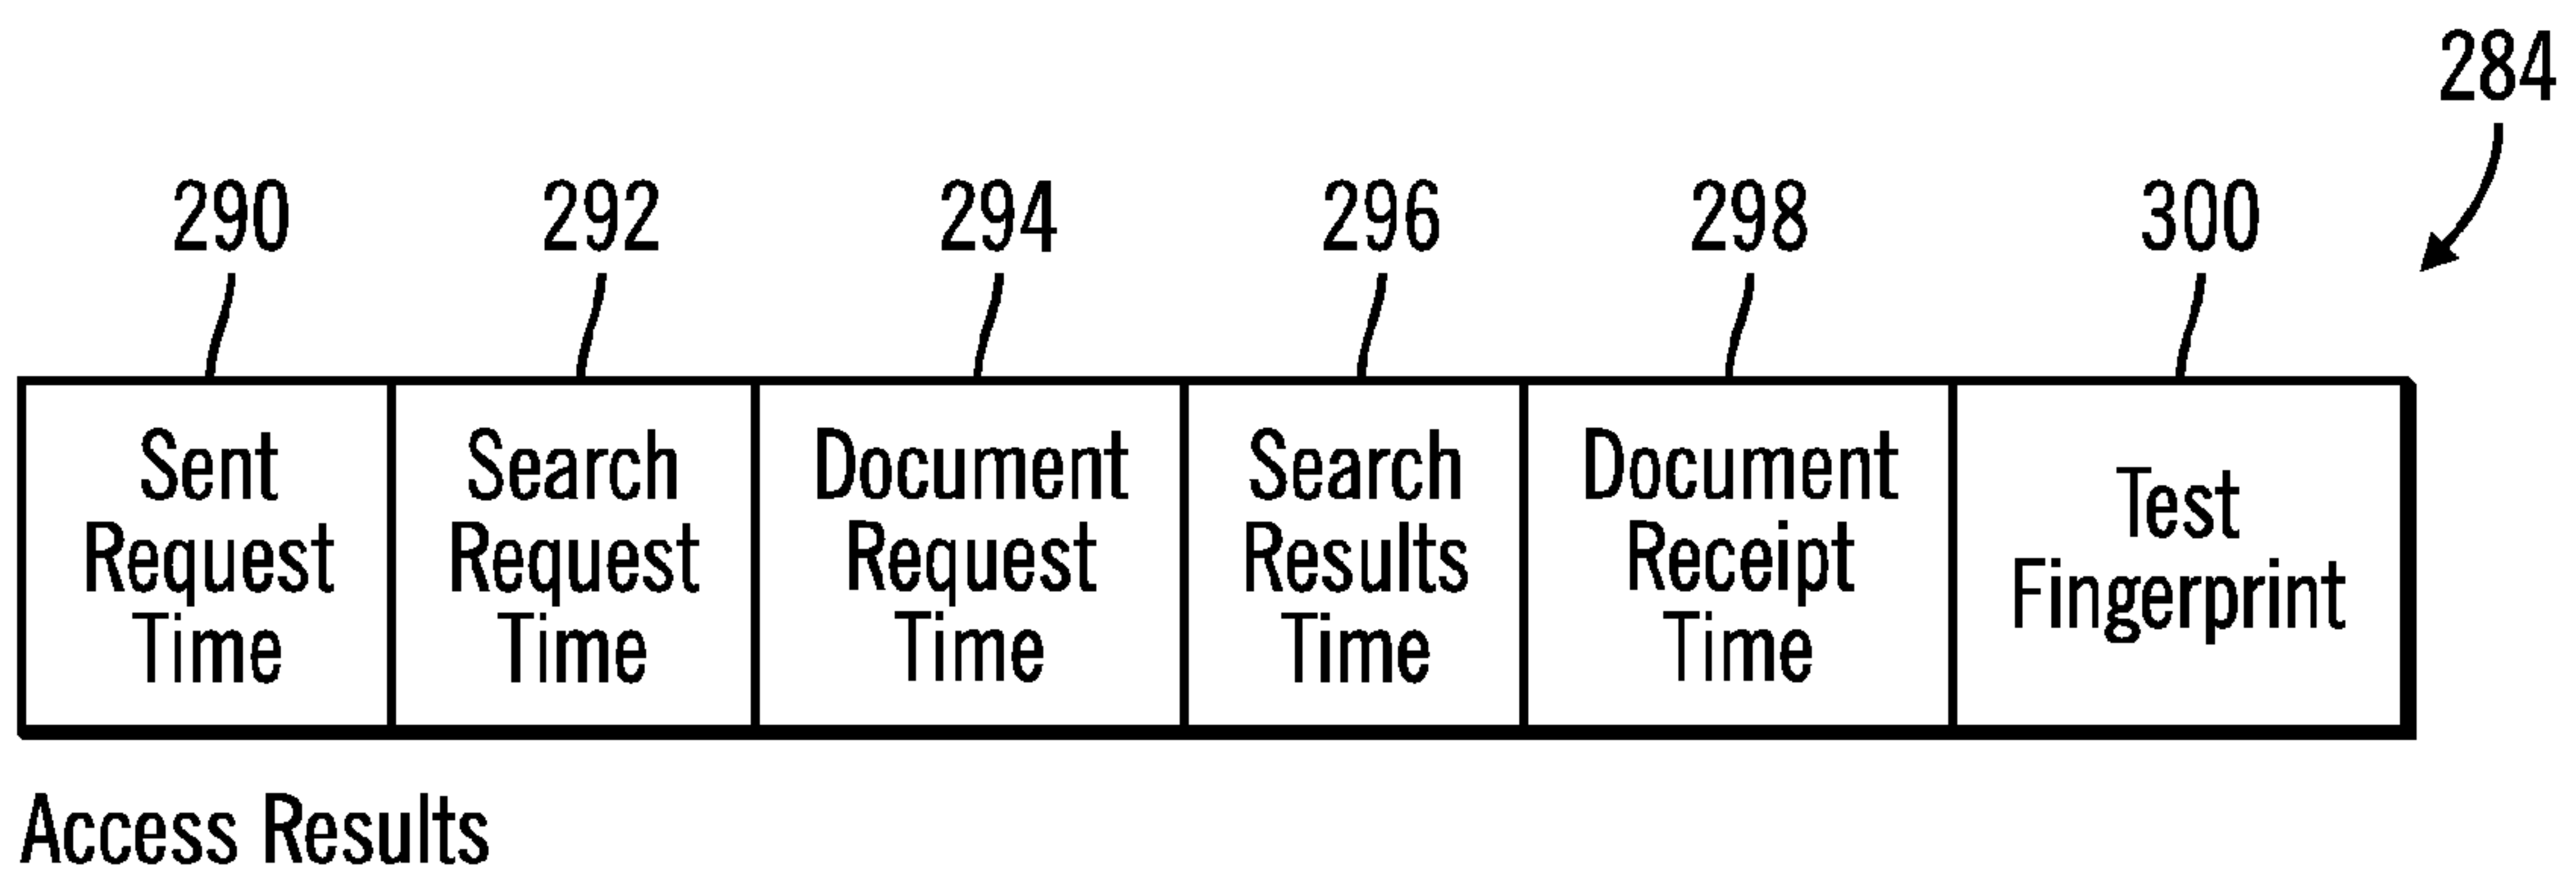 284
290 292 294 296 298 300
Sent
Request
Time
Search
Request
Time
Document
Request
Time
Search
Results
Time
Document
Receipt
Time
Test
Fingerprint
Access Results